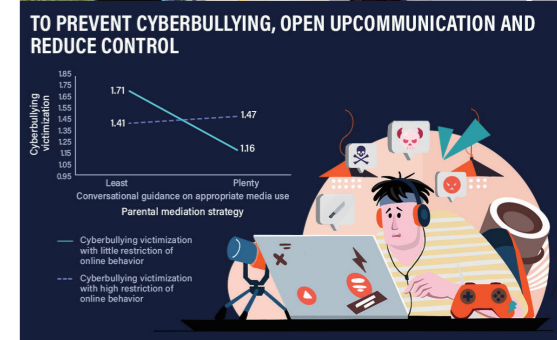 TO PREVENT CYBERBULLYING, OPEN UPCOMMUNICATION AND
REDUCE CONTROL
Cyberbullying
victimization
1.85
1.75
1.65
1.55
1.45
1.35
1.25
1.15
1.05
0.95
1.71
1.41
1.47
1.16
Least
Plenty
Conversational guidance on appropriate media use
Parental mediation strategy
Cyberbullying victimization
with little restriction of
online behavior
Cyberbullying victimization
with high restriction of
online behavior